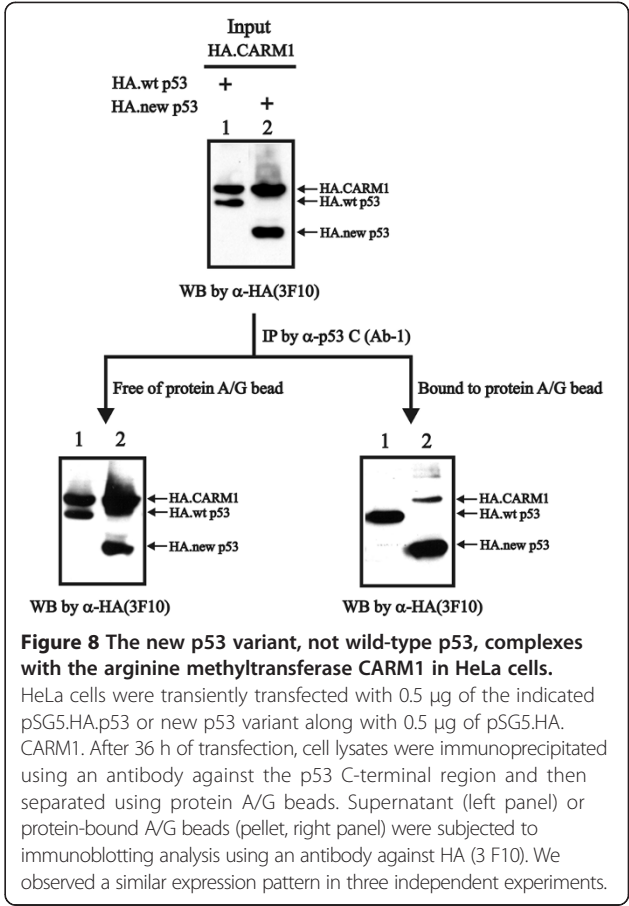 Input
HA.CARM1
HA.wt p53 +
HA.new p53 +
1 2
←HA.CARM1
←HA.wt p53
←HA.new p53
WB by α-HA(3F10)
IP by α-p53 C (Ab-1)
Free of protein A/G bead
Bound to protein A/G bead
1 2
←HA.CARM1
←HA.wt p53
←HA.new p53
WB by α-HA(3F10)
1 2
←HA.CARM1
←HA.wt p53
←HA.new p53
WB by α-HA(3F10)
Figure 8 The new p53 variant, not wild-type p53, complexes
with the arginine methyltransferase CARM1 in HeLa cells.
HeLa cells were transiently transfected with 0.5 μg of the indicated
pSG5.HA.p53 or new p53 variant along with 0.5 μg of pSG5.HA.
CARM1. After 36 h of transfection, cell lysates were immunoprecipitated
using an antibody against the p53 C-terminal region and then
separated using protein A/G beads. Supernatant (left panel) or
protein-bound A/G beads (pellet, right panel) were subjected to
immunoblotting analysis using an antibody against HA (3 F10). We
observed a similar expression pattern in three independent experiments.